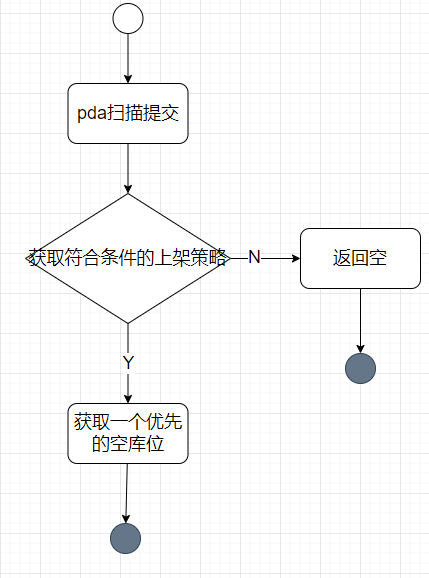 pda扫描提交
获取符合条件的上架策略
N
返回空
Y
获取一个优先
的空库位